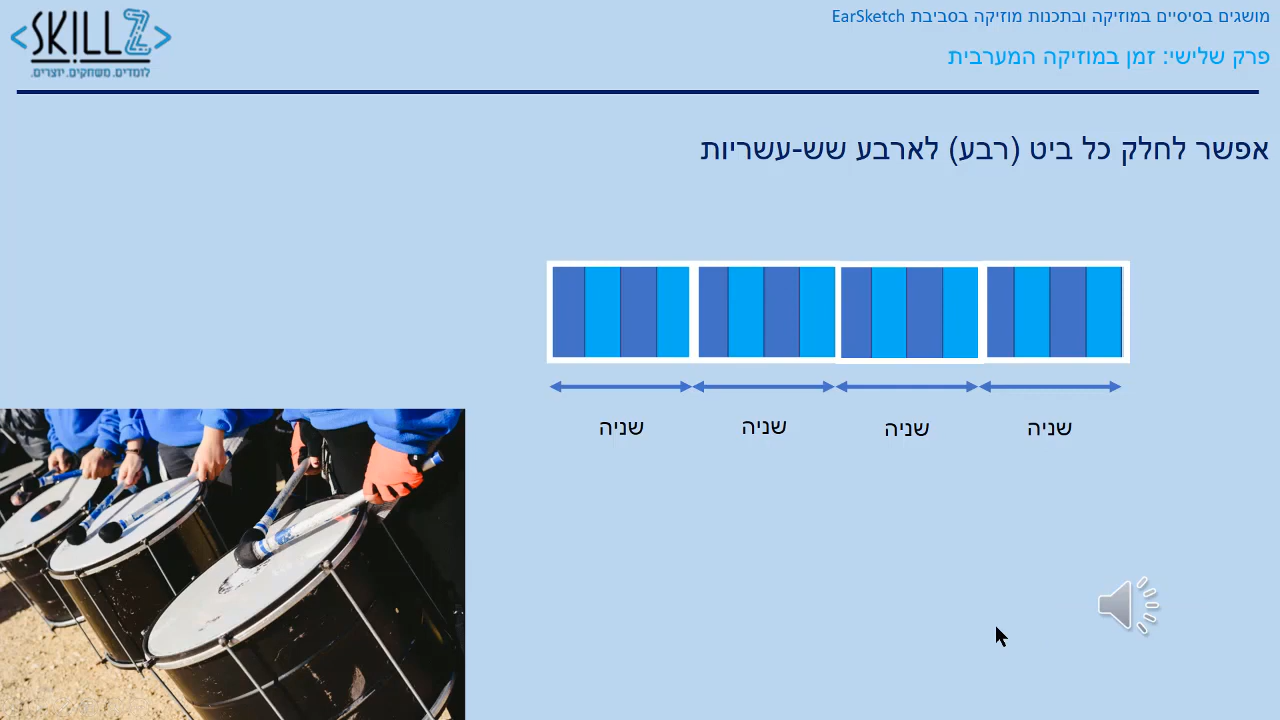 מושגים בסיסיים במוזיקה ובתכנות מוזיקה בסביבת EarSketch
<SKILLZ>
לומדים. משחקים. יוצרים.
פרק שלישי: זמן במוזיקה המערבית
אפשר לחלק כל ביט (רבע) לארבע שש-עשריות
שניה שניה שניה שניה